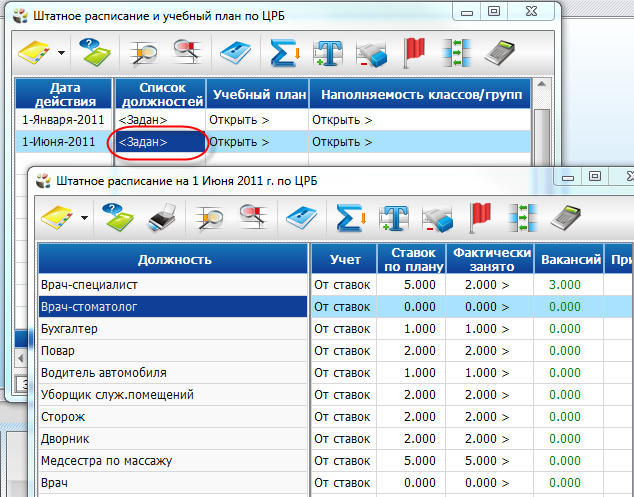 Штатное расписание и учебный план по ЦРБ
Дата действия Список должностей Учебный план Наполняемость классов/групп
1-Января-2011 <Задан> Открыть > Открыть >
1-Июня-2011 <Задан> Открыть > Открыть >
Штатное расписание на 1 Июня 2011 г. по ЦРБ
Должность Учет Ставок по плану Фактически занято Вакансий При
Врач-специалист От ставок 5.000 2.000 > 3.000
Врач-стоматолог От ставок 0.000 0.000 > 0.000
Бухгалтер От ставок 1.000 1.000 > 0.000
Повар От ставок 2.000 2.000 > 0.000
Водитель автомобиля От ставок 1.000 1.000 > 0.000
Уборщик служ.помещений От ставок 2.000 2.000 > 0.000
Сторож От ставок 2.000 2.000 > 0.000
Дворник От ставок 2.000 2.000 > 0.000
Медсестра по массажу От ставок 5.000 5.000 > 0.000
Врач От ставок 0.000 0.000 > 0.000